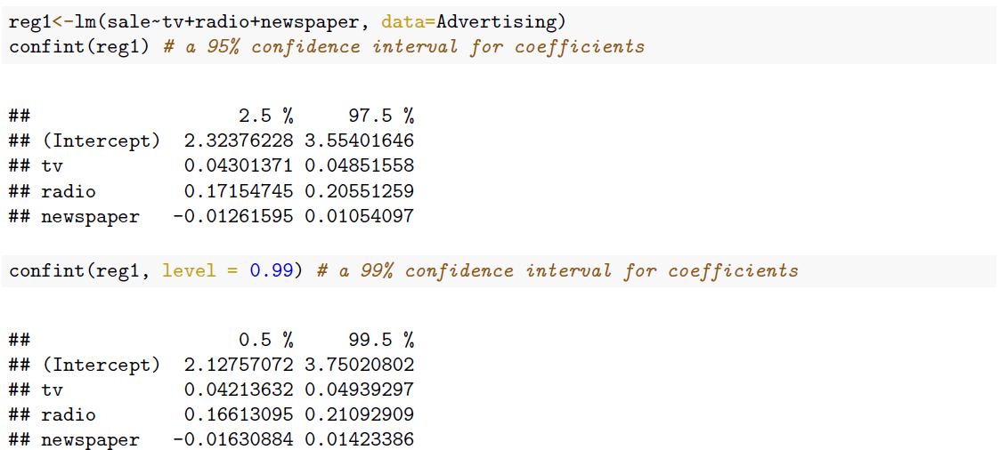 reg1<-lm(sale~tv+radio+newspaper, data=Advertising)
confint(reg1) # a 95% confidence interval for coefficients
##                  2.5 %     97.5 %
## (Intercept)  2.32376228 3.55401646
## tv           0.04301371 0.04851558
## radio        0.17154745 0.20551259
## newspaper   -0.01261595 0.01054097
confint(reg1, level = 0.99) # a 99% confidence interval for coefficients
##                  0.5 %     99.5 %
## (Intercept)  2.12757072 3.75020802
## tv           0.04213632 0.04939297
## radio        0.16613095 0.21092909
## newspaper   -0.01630884 0.01423386